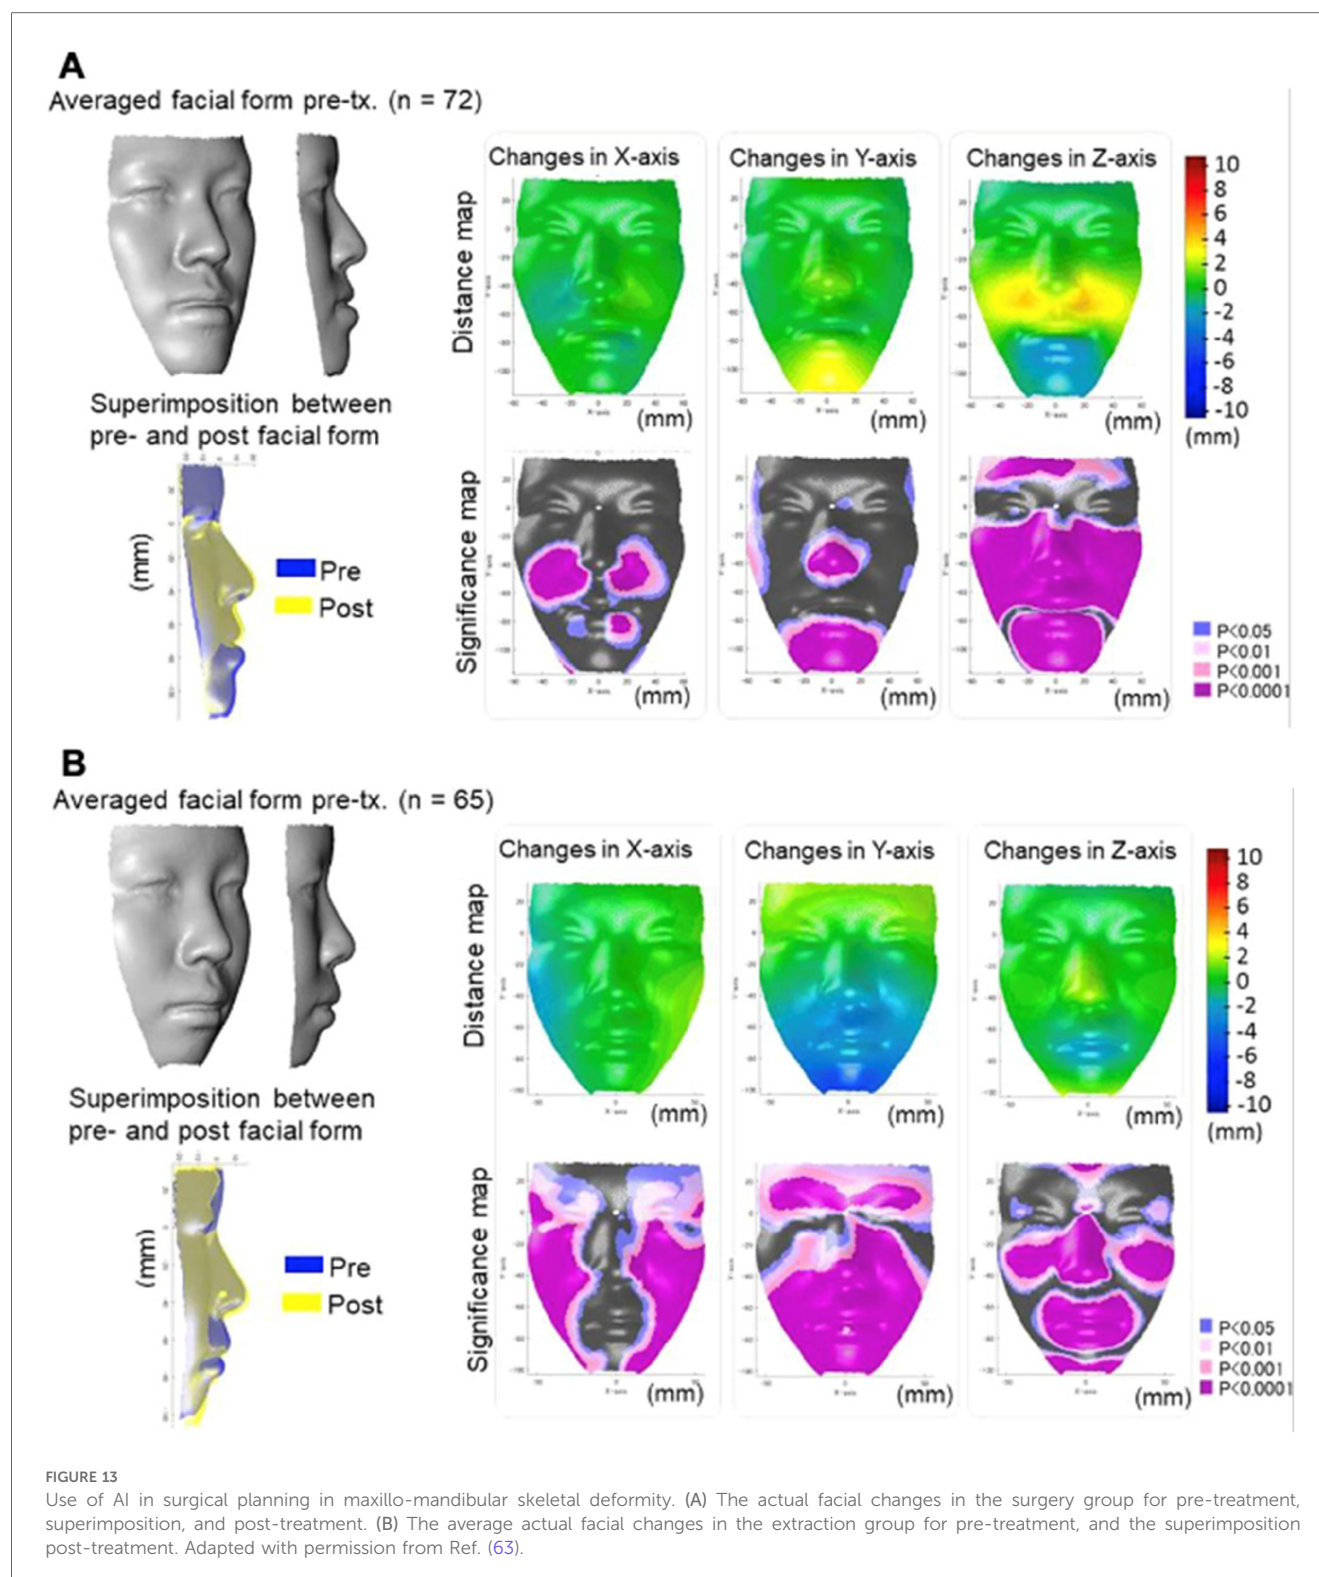 A
Averaged facial form pre-tx. (n = 72)
Changes in X-axis
Changes in Y-axis
Changes in Z-axis
Distance map
10
8
6
4
2
0
-2
-4
-6
-8
-10
(mm)
(mm)
(mm)
(mm)
Superimposition between
pre- and post facial form
(mm)
Pre
Post
Significance map
P<0.05
P<0.01
P<0.001
P<0.0001
(mm)
(mm)
(mm)
B
Averaged facial form pre-tx. (n = 65)
Changes in X-axis
Changes in Y-axis
Changes in Z-axis
Distance map
10
8
6
4
2
0
-2
-4
-6
-8
-10
(mm)
(mm)
(mm)
(mm)
Superimposition between
pre- and post facial form
(mm)
Pre
Post
Significance map
P<0.05
P<0.01
P<0.001
P<0.0001
(mm)
(mm)
(mm)
FIGURE 13
Use of AI in surgical planning in maxillo-mandibular skeletal deformity. (A) The actual facial changes in the surgery group for pre-treatment,
superimposition, and post-treatment. (B) The average actual facial changes in the extraction group for pre-treatment, and the superimposition
post-treatment. Adapted with permission from Ref. (63).